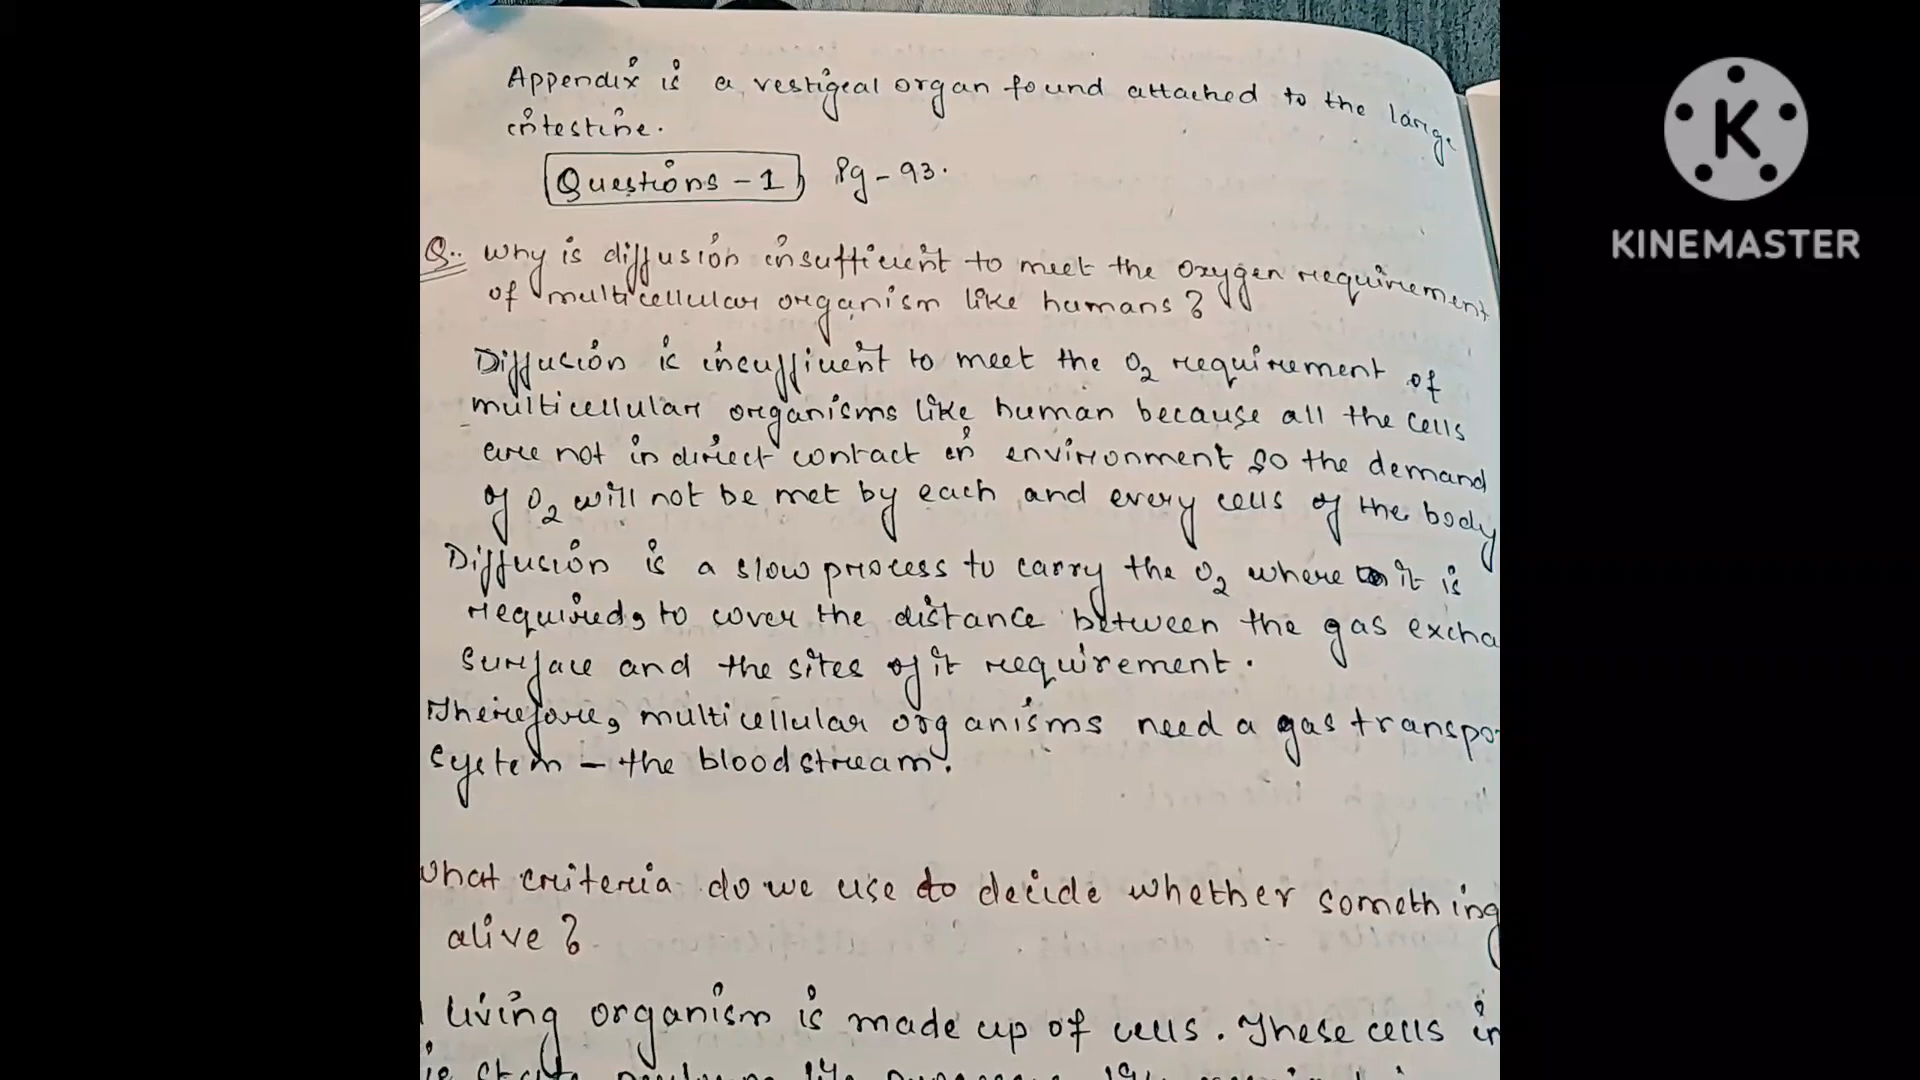 Appendix is a vestigeal organ found attached to the large
intestine.
Questions - 1 Pg - 93.
Q.. Why is diffusion insufficient to meet the oxygen requirement
of multicellular organism like humans?
Diffusion is insuffiuent to meet the O2 requirement of
multicellular organisms like human because all the cells
are not in direct contact in environment so the demand
of O2 will not be met by each and every cells of the body
Diffusion is a slow process to carry the O2 where it is
required, to cover the distance between the gas excha
surface and the sites of it requirement.
Therefore, multicellular organisms need a gas transpo
system - the bloodstream.
What criteria do we use to decide whether something
alive?
living organism is made up of cells. These cells in
K
KINEMASTER